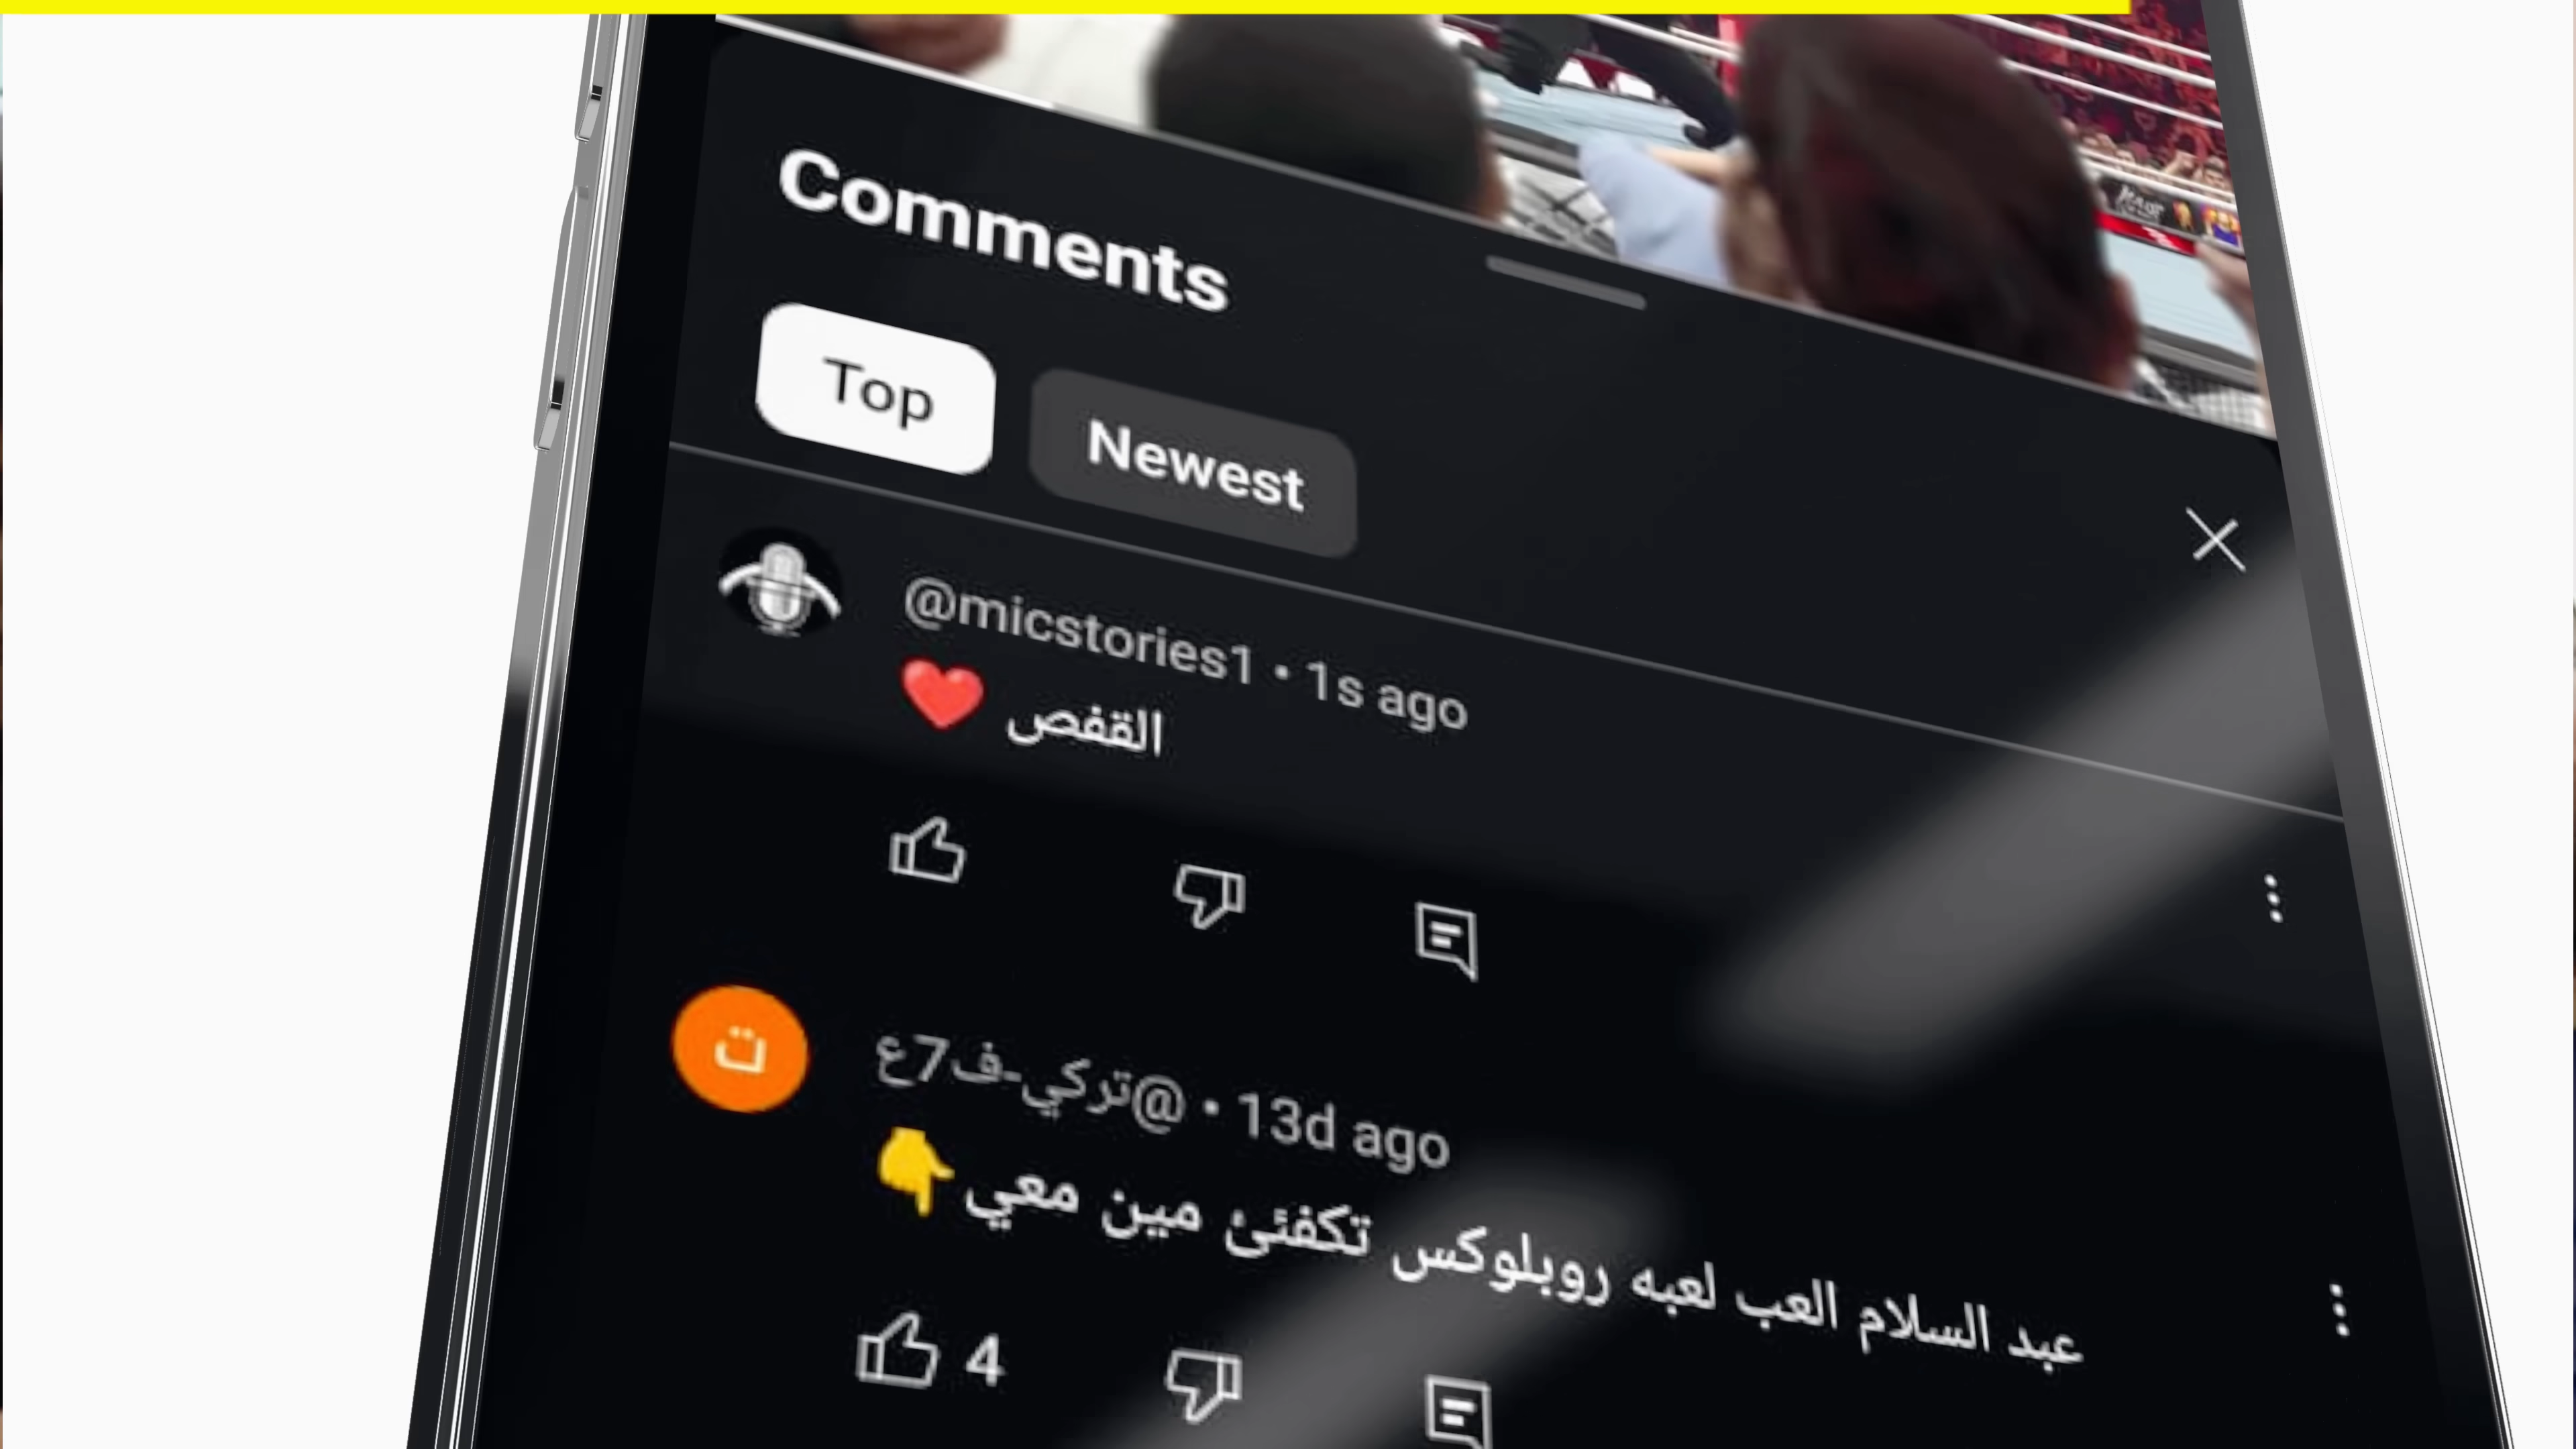 Comments
Top
Newest
@micstories1 • 1s ago
القفص ❤️
ت
@تركي-ف7ع • 13d ago
عبد السلام العب لعبه روبلوكس تكفئئ مين معي👇
4